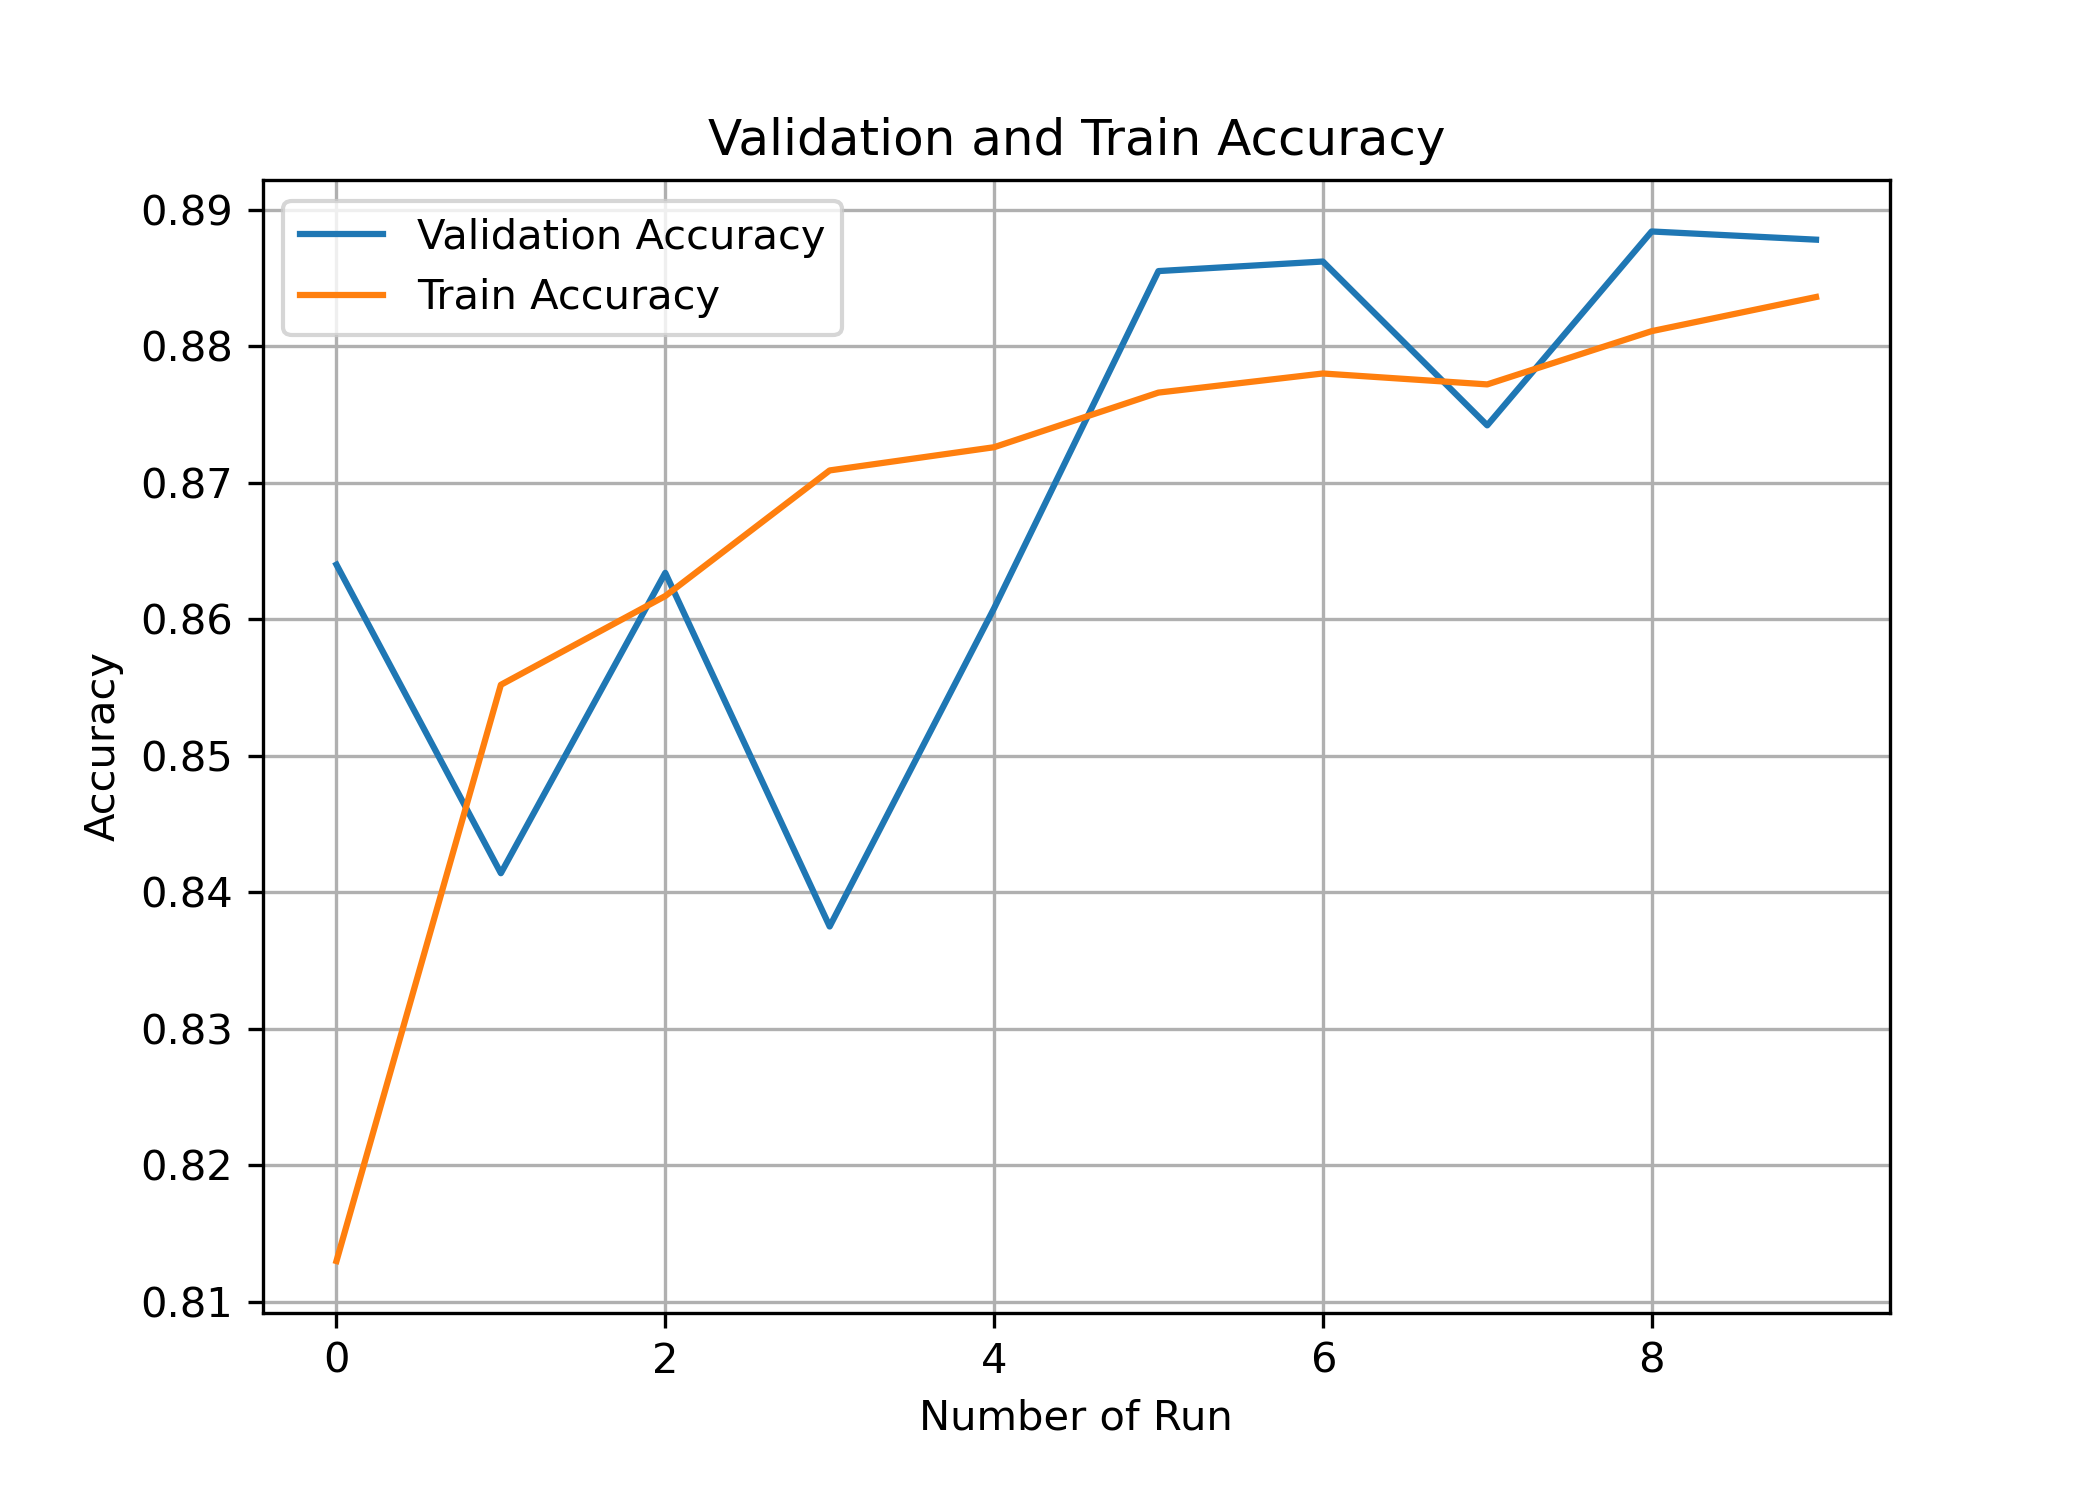 Validation and Train Accuracy
Validation Accuracy
Train Accuracy
Accuracy
0.89
0.88
0.87
0.86
0.85
0.84
0.83
0.82
0.81
0 2 4 6 8
Number of Run